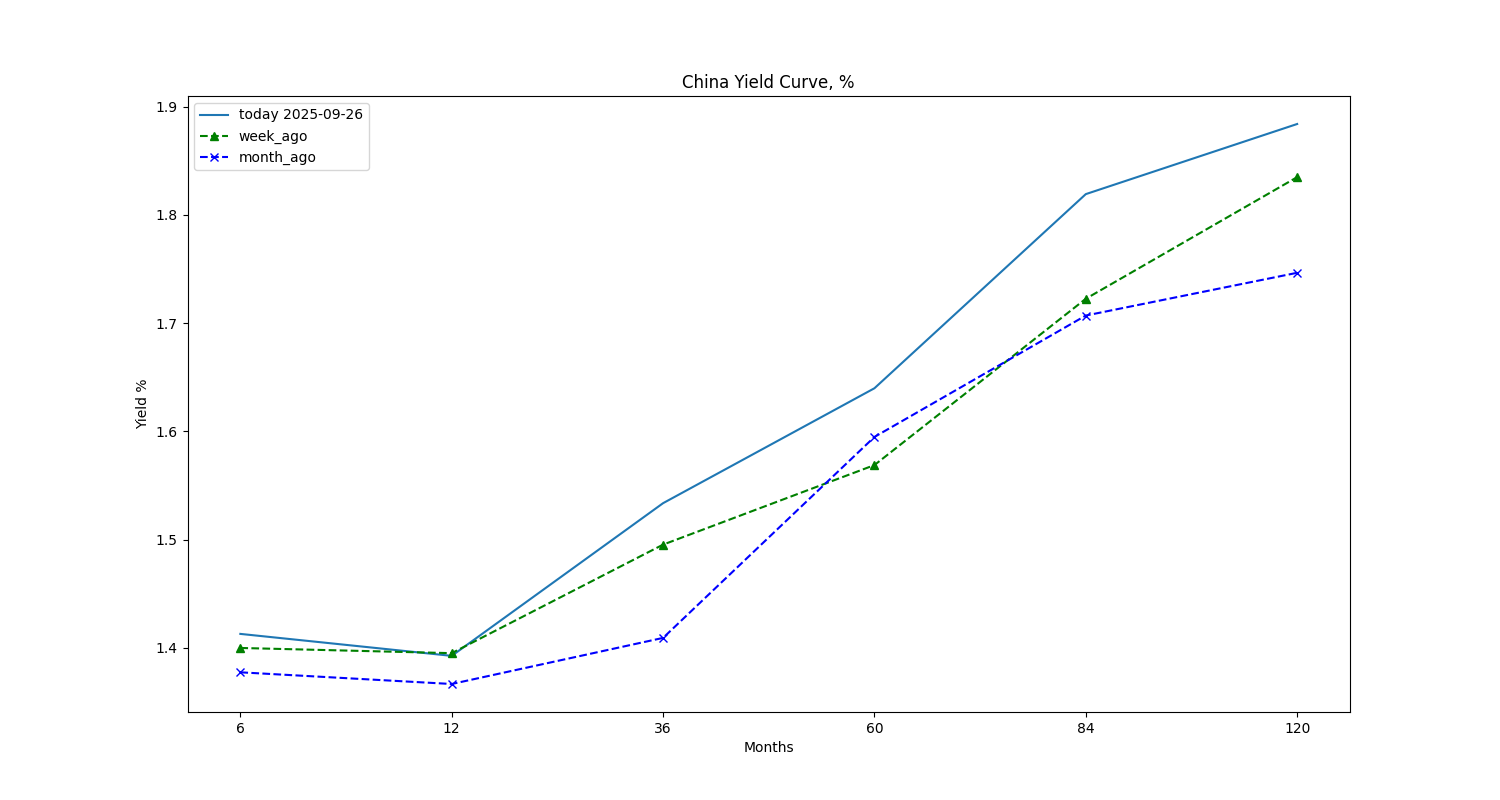 China Yield Curve, %
today 2025-09-26
week_ago
month_ago
1.9
1.8
1.7
1.6
1.5
1.4
Yield %
6 12 36 60 84 120
Months